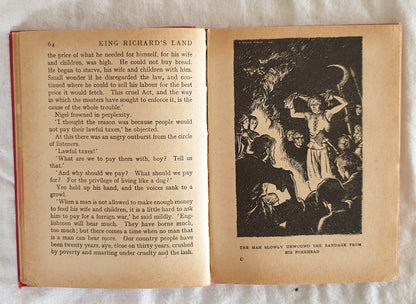 64 KING RICHARD'S LAND
the price of what he needed for himself, for his wife
and for his children. He could not buy bread.
He began to starve, his wife and children with him.
Small wonder if he disregarded the law, and con-
tinued where he could to sell his labour for the best
price it would fetch. This cruel Act, and the way
in which the masters have sought to enforce it, is the
cause of the whole trouble.'
Nigel frowned in perplexity.
'I thought the reason was because people would
not pay their lawful taxes,' he objected.
At this there was an angry outburst from the circle
of listeners.
'Lawful taxes!'
'What are we to pay them with, boy? Tell us
that.'
'And why should we pay? What should we pay
for? For the privilege of living like a dog?'
You held up his hand, and the voices sank to a
growl.
'When a man is not allowed to make enough money
to feed his wife and children, it is a little hard to ask
him to pay for a foreign war,' he said mildly. 'Eng-
lishmen will bear much. They have borne much,
too much; but there comes a time when no man that
is a man can bear more. Our country people have
been twenty years, aye, close on thirty years, crushed
by poverty and smarting under cruelty and the lash.
THE MAN SLOWLY UNWOUND THE BANDAGE FROM
HIS FOREHEAD
C